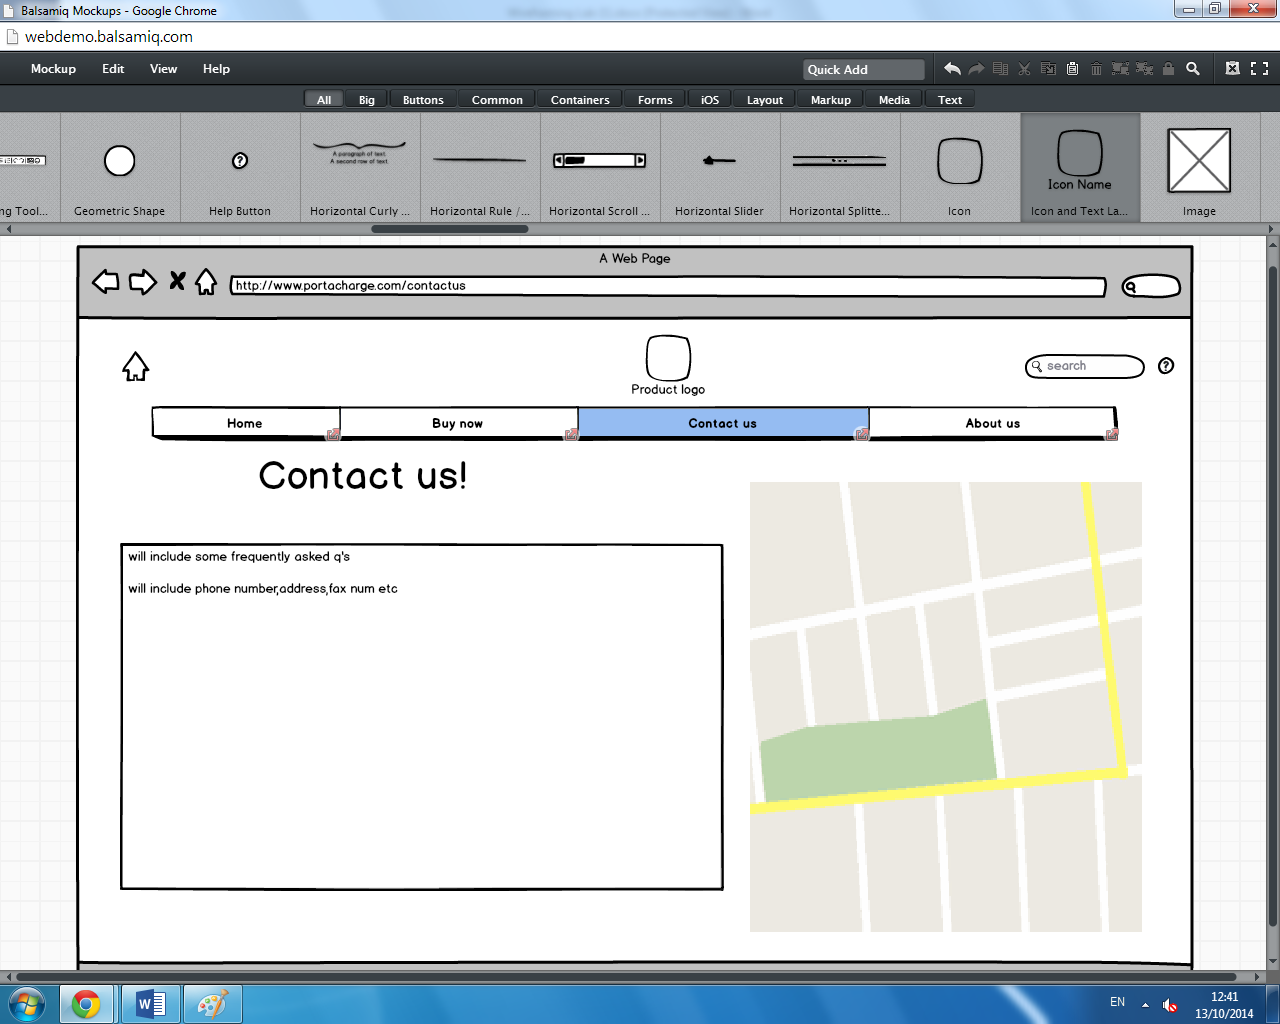 Balsamiq Mockups - Google Chrome
webdemo.balsamiq.com
Mockup Edit View Help
Quick Add
All Big Buttons Common Containers Forms iOS Layout Markup Media Text
A paragraph of text.
A second row of text.
Icon Name
ng Tool... Geometric Shape Help Button Horizontal Curly ... Horizontal Rule /... Horizontal Scroll ... Horizontal Slider Horizontal Splitte... Icon Icon and Text La... Image
A Web Page
http://www.portacharge.com/contactus
search
Product logo
Home Buy now Contact us About us
Contact us!
will include some frequently asked q's
will include phone number,address,fax num etc
EN
12:41
13/10/2014